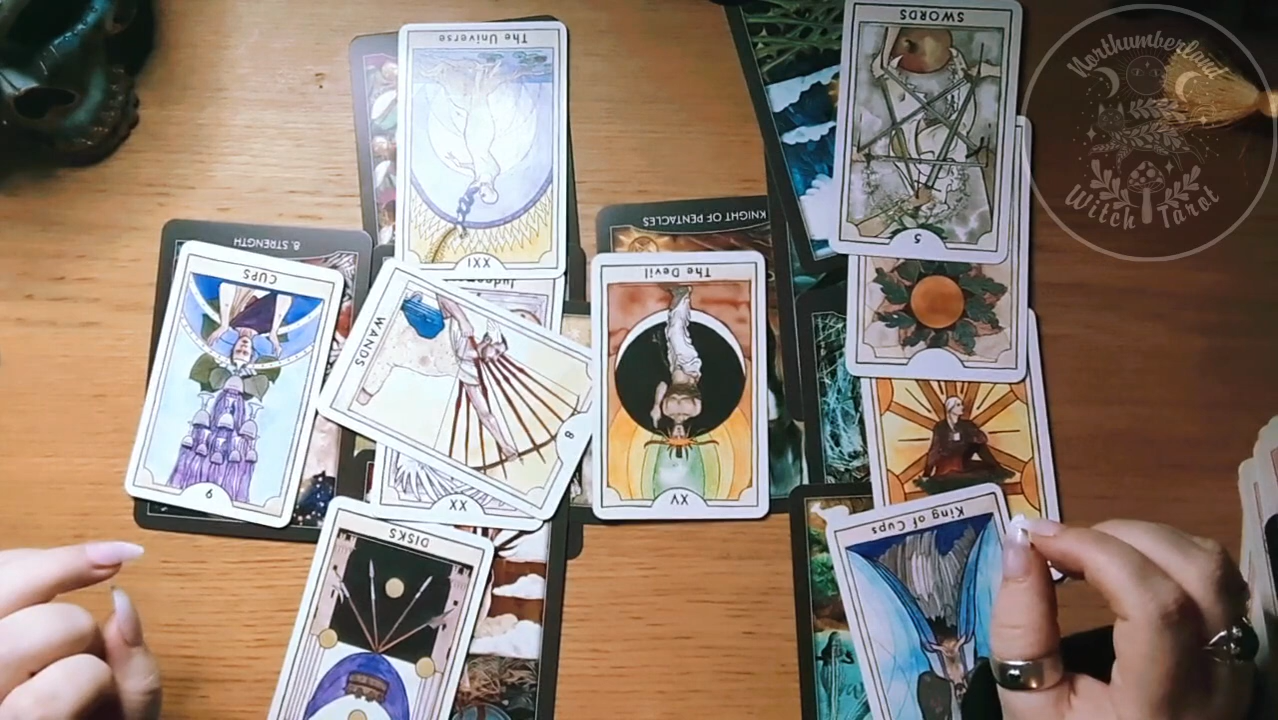 The Universe
XXI
SWORDS
5
KNIGHT OF PENTACLES
8. STRENGTH
CUPS
9
WANDS
8
XX
The Devil
XV
DISKS
King of Cups
Northumberland
Witch Tarot